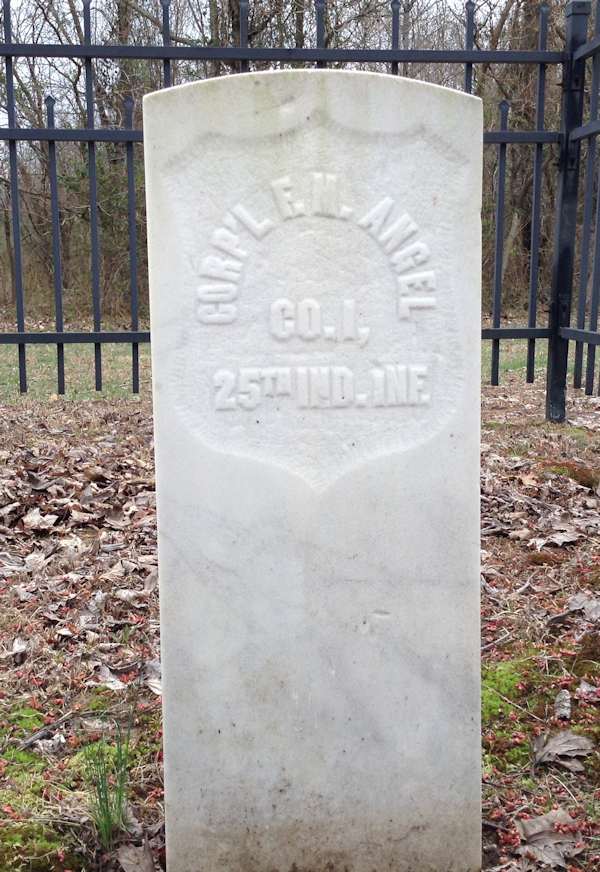 CORP'L F. M. ANGEL
CO. I,
25TH IND. INF.